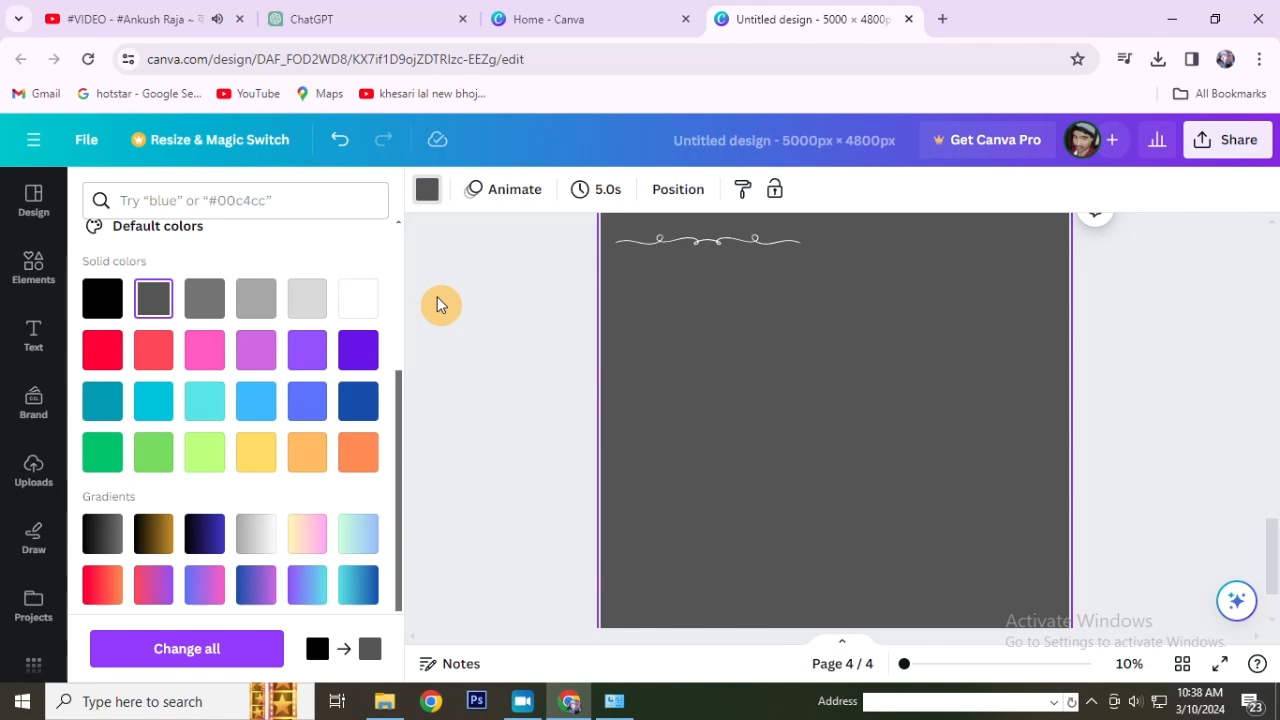 #VIDEO - #Ankush Raja ~
ChatGPT
Home - Canva
Untitled design - 5000 × 4800p
canva.com/design/DAF_FOD2WD8/KX7if1D9ojZDTRlzc-EEZg/edit
Gmail
hotstar - Google Se...
YouTube
Maps
khesari lal new bhoj...
All Bookmarks
File
Resize & Magic Switch
Untitled design - 5000px × 4800px
Get Canva Pro
Share
Design
Elements
Text
Brand
Uploads
Draw
Projects
Try “blue” or “#00c4cc”
Animate
5.0s
Position
Default colors
Solid colors
Gradients
Change all
Activate Windows
Go to Settings to activate Windows.
Notes
Page 4 / 4
10%
Type here to search
Address
10:38 AM
3/10/2024
23